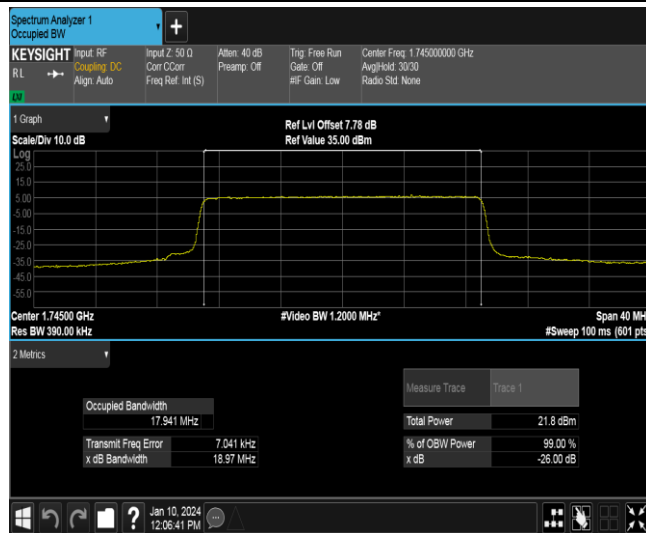 Spectrum Analyzer 1
Occupied BW
KEYSIGHT
RL
LXI
Input: RF
Coupling: DC
Align: Auto
Input Z: 50 Ω
Corr CCorr
Freq Ref: Int (S)
Atten: 40 dB
Preamp: Off
Trig: Free Run
Gate: Off
#IF Gain: Low
Center Freq: 1.745000000 GHz
Avg|Hold: 30/30
Radio Std: None
1 Graph
Scale/Div 10.0 dB
Ref Lvl Offset 7.78 dB
Ref Value 35.00 dBm
Log
25.0
15.0
5.00
-5.00
-15.0
-25.0
-35.0
-45.0
-55.0
Center 1.74500 GHz
#Video BW 1.2000 MHz*
Span 40 MH
Res BW 390.00 kHz
#Sweep 100 ms (601 pts
2 Metrics
Measure Trace Trace 1
Occupied Bandwidth
17.941 MHz
Total Power 21.8 dBm
Transmit Freq Error 7.041 kHz
% of OBW Power 99.00 %
x dB Bandwidth 18.97 MHz
x dB -26.00 dB
Jan 10, 2024
12:06:41 PM